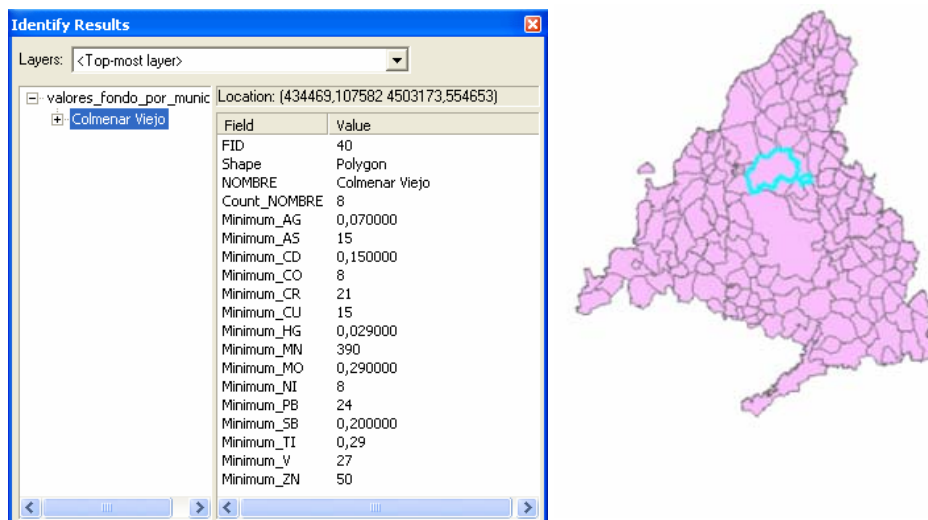 Identify Results
Layers: <Top-most layer>
valores_fondo_por_munic
Colmenar Viejo
Location: (434469,107582 4503173,554653)
Field Value
FID 40
Shape Polygon
NOMBRE Colmenar Viejo
Count_NOMBRE 8
Minimum_AG 0,070000
Minimum_AS 15
Minimum_CD 0,150000
Minimum_CO 8
Minimum_CR 21
Minimum_CU 15
Minimum_HG 0,029000
Minimum_MN 390
Minimum_MO 0,290000
Minimum_NI 8
Minimum_PB 24
Minimum_SB 0,200000
Minimum_TI 0,29
Minimum_V 27
Minimum_ZN 50